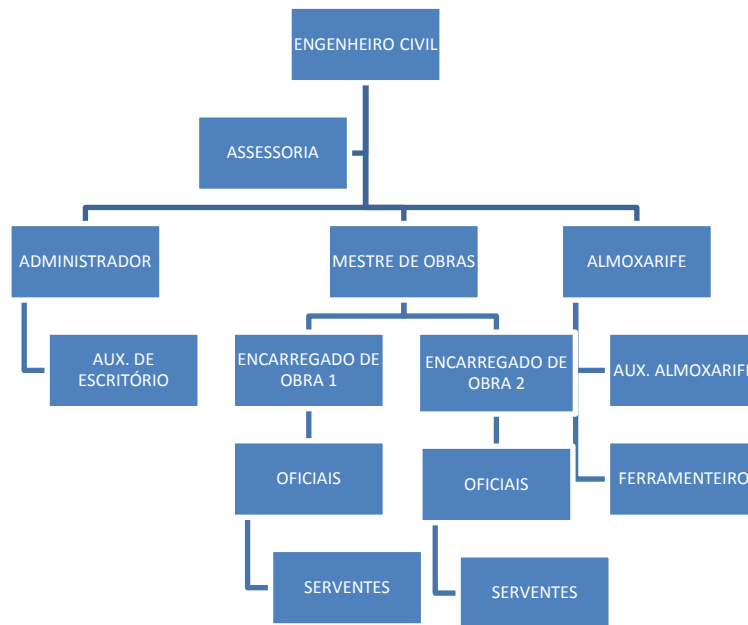 ENGENHEIRO CIVIL
ASSESSORIA
ADMINISTRADOR
MESTRE DE OBRAS
ALMOXARIFE
AUX. DE
ESCRITÓRIO
ENCARREGADO DE
OBRA 1
ENCARREGADO DE
OBRA 2
AUX. ALMOXARIFE
OFICIAIS
OFICIAIS
FERRAMENTEIRO
SERVENTES
SERVENTES